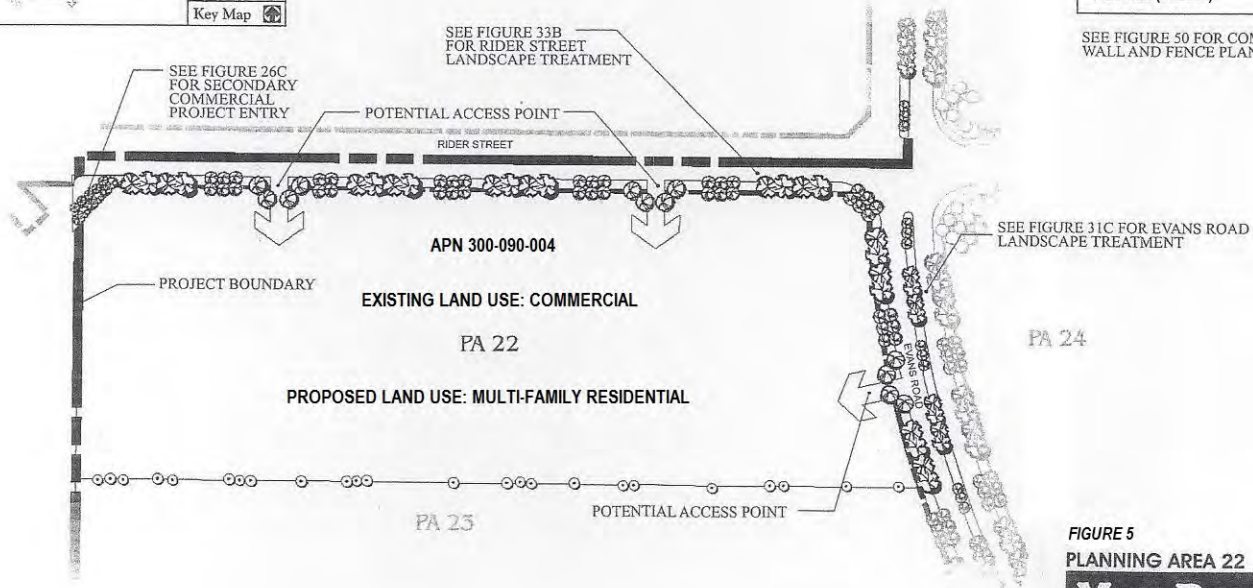 Key Map
SEE FIGURE 33B
FOR RIDER STREET
LANDSCAPE TREATMENT
SEE FIGURE 50 FOR
WALL AND FENCE
SEE FIGURE 26C
FOR SECONDARY
COMMERCIAL
PROJECT ENTRY
POTENTIAL ACCESS POINT
RIDER STREET
SEE FIGURE 31C FOR EVANS ROAD
LANDSCAPE TREATMENT
APN 300-090-004
PROJECT BOUNDARY
EXISTING LAND USE: COMMERCIAL
PA 22
PA 24
EVANS ROAD
PROPOSED LAND USE: MULTI-FAMILY RESIDENTIAL
PA 23
POTENTIAL ACCESS POINT
FIGURE 5
PLANNING AREA 22